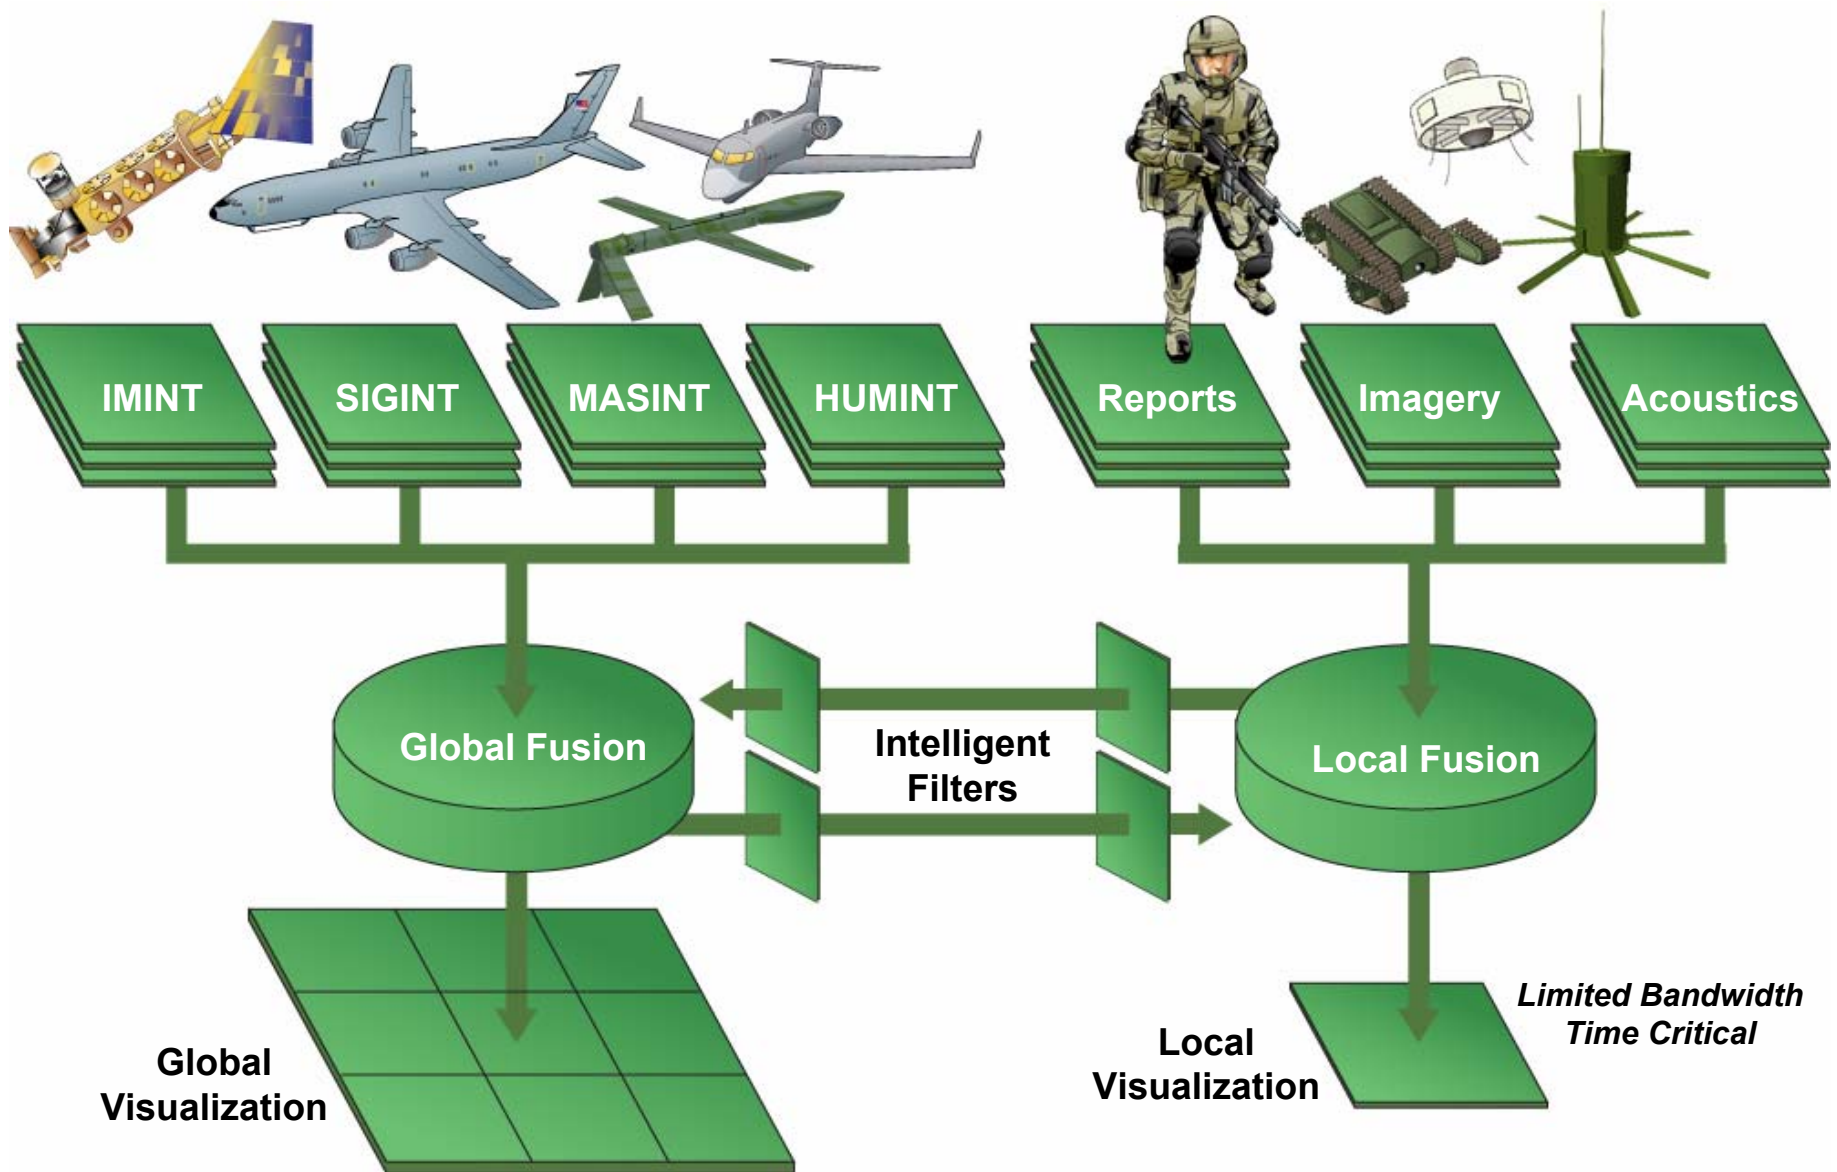 IMINT
SIGINT
MASINT
HUMINT
Reports
Imagery
Acoustics
Global Fusion
Intelligent
Filters
Local Fusion
Global
Visualization
Local
Visualization
Limited Bandwidth
Time Critical